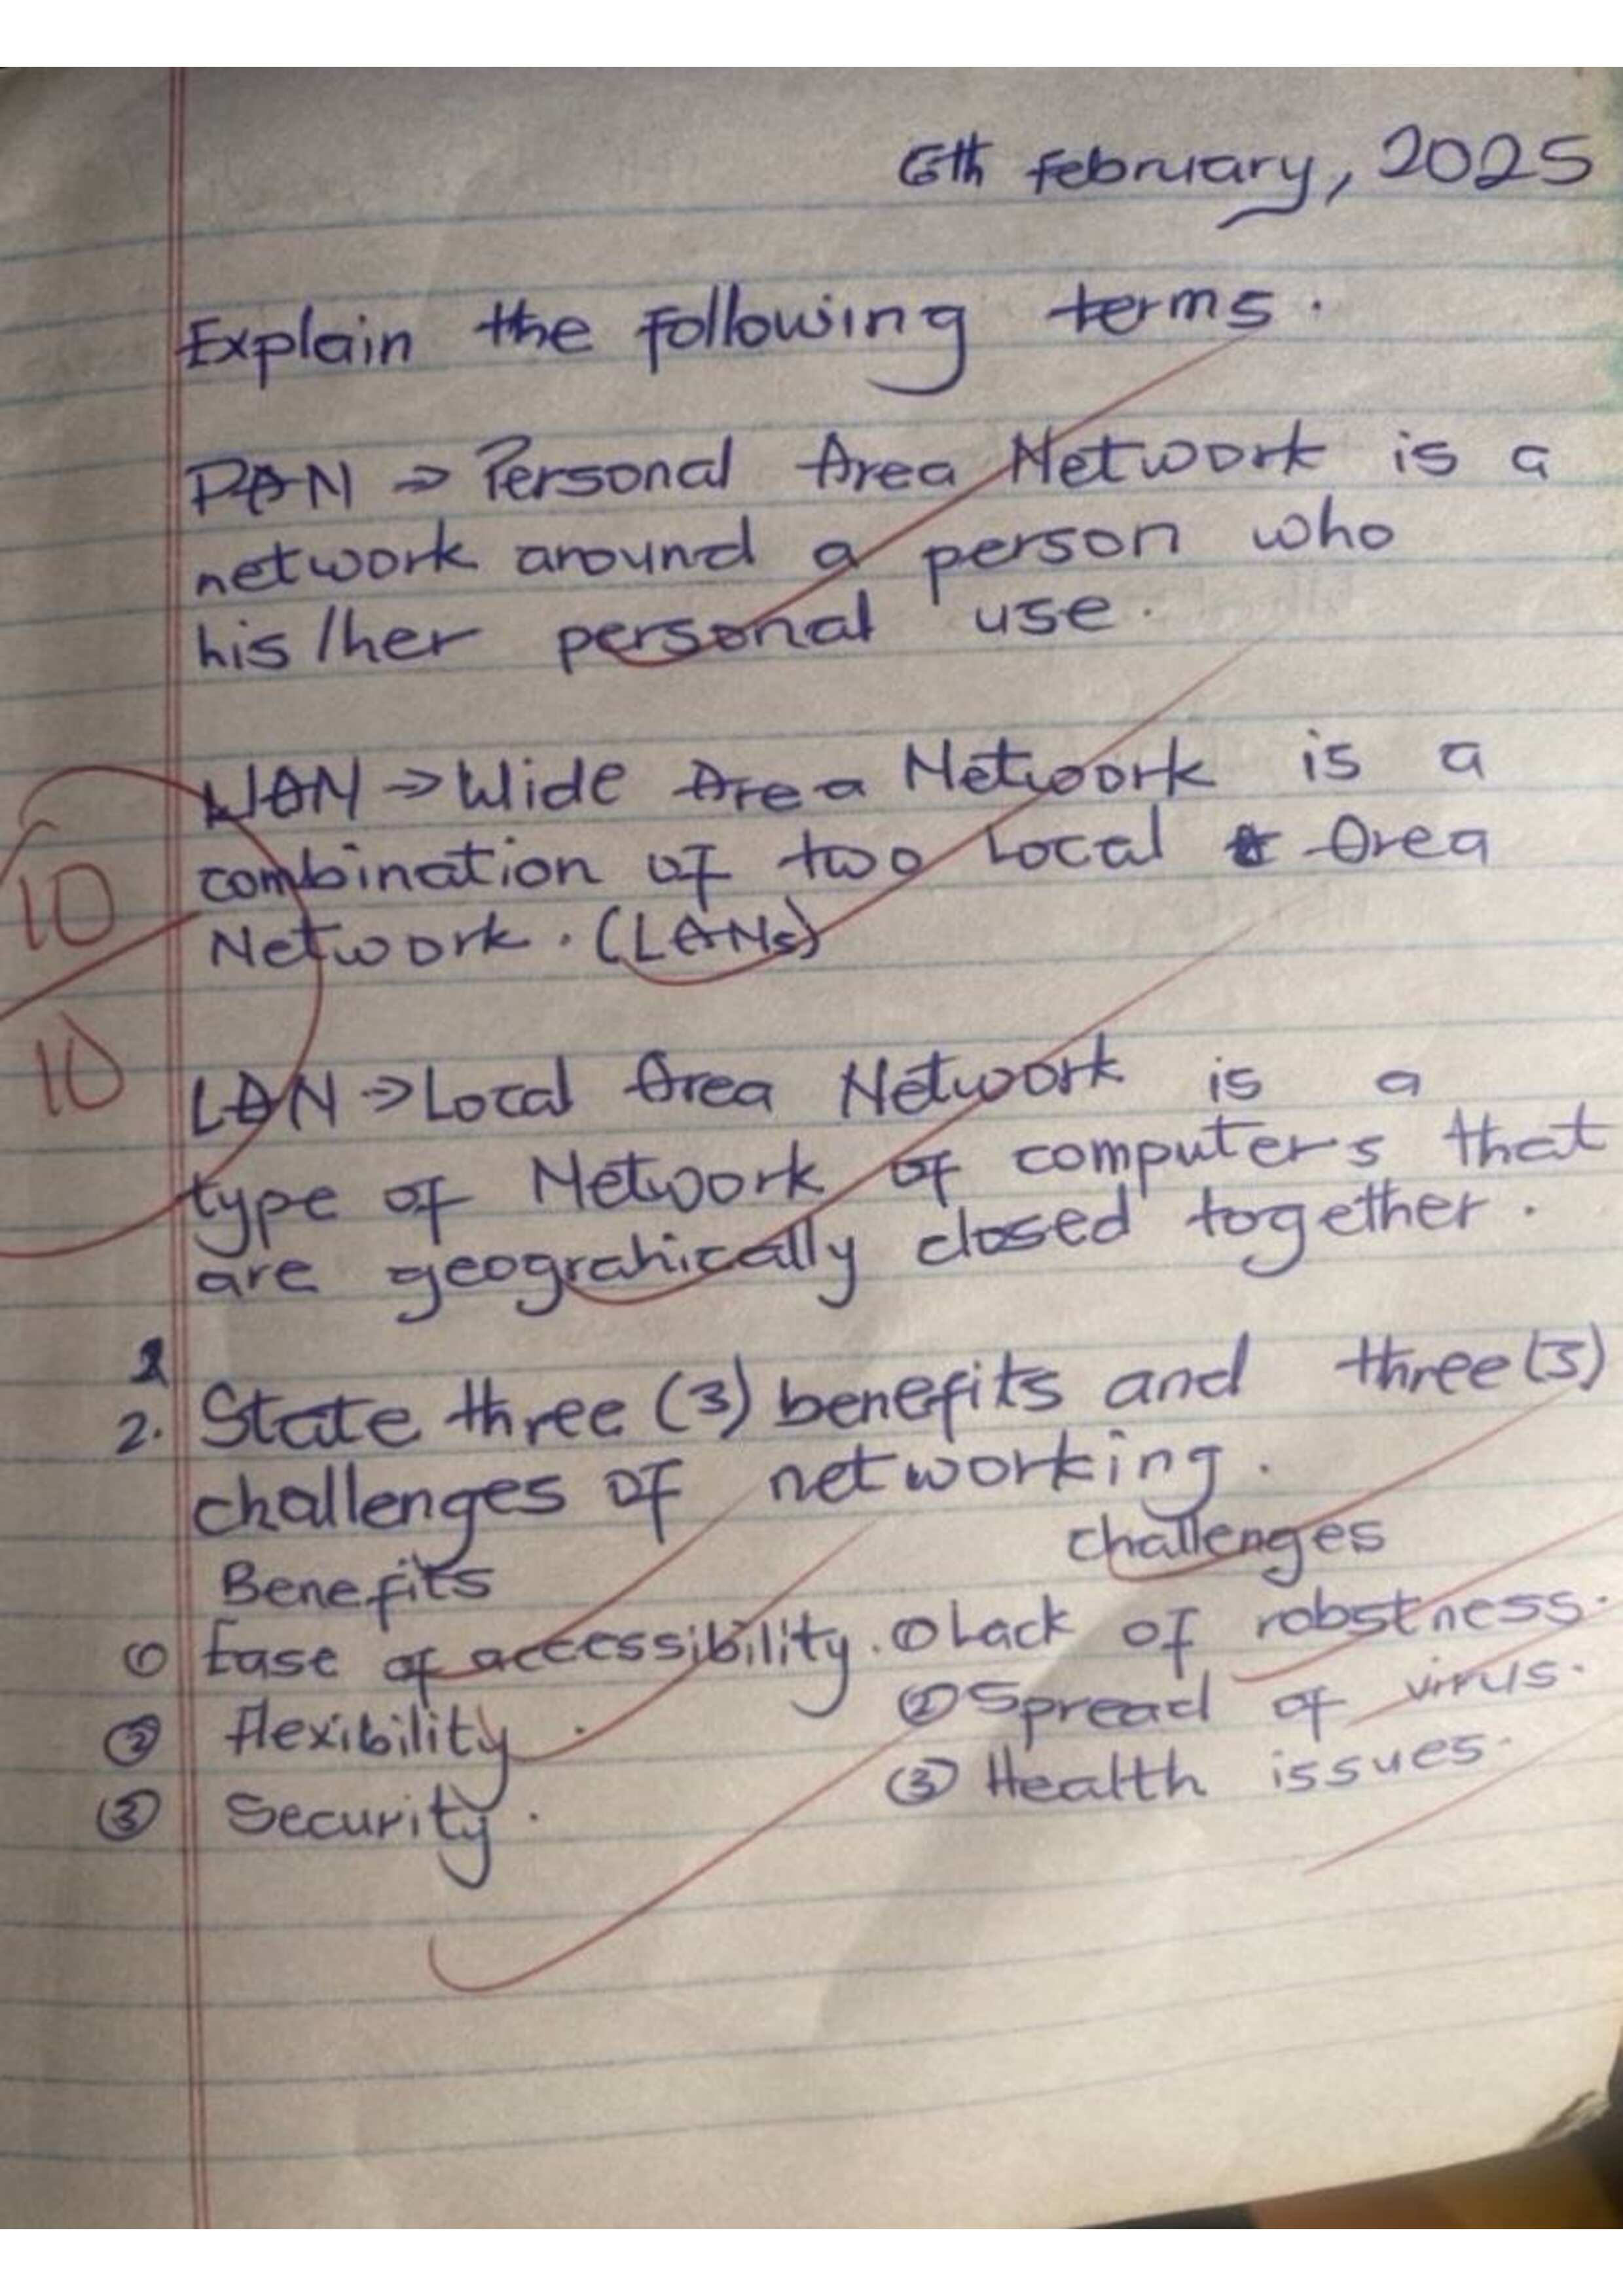 6th February, 2025
Explain the following terms.
PAN ⇒ Personal Area Network is a
network around a person who
his/her personal use.
WAN ⇒ Wide Area Network is a
combination of two Local Area
Network. (LANs)
10
10
LAN ⇒ Local Area Network is a
type of Network of computers that
are geograhically closed together.
2. State three (3) benefits and three (3)
challenges of networking.
Benefits challenges
① Ease of accessibility. ① Lack of robstness.
② flexibility. ② Spread of virus.
③ Security. ③ Health issues.